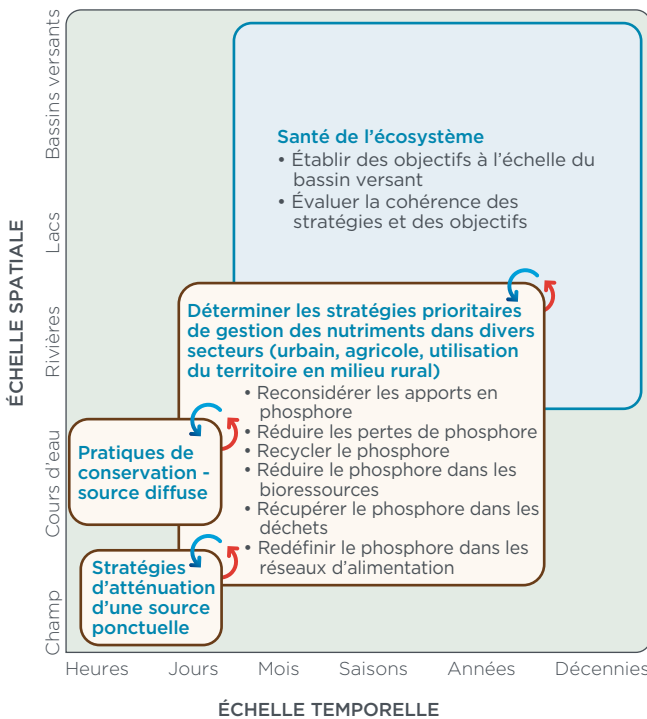 ÉCHELLE SPATIALE
Bassins versants
Lacs
Rivières
Cours d'eau
Champ
Santé de l'écosystème
• Établir des objectifs à l'échelle du
bassin versant
• Évaluer la cohérence des
stratégies et des objectifs
Déterminer les stratégies prioritaires
de gestion des nutriments dans divers
secteurs (urbain, agricole, utilisation
du territoire en milieu rural)
• Reconsidérer les apports en
phosphore
• Réduire les pertes de phosphore
• Recycler le phosphore
• Réduire le phosphore dans les
bioressources
• Récupérer le phosphore dans les
déchets
• Redéfinir le phosphore dans les
réseaux d'alimentation
Pratiques de
conservation -
source diffuse
Stratégies
d'atténuation
d'une source
ponctuelle
Heures
Jours
Mois
Saisons
Années
Décennies
ÉCHELLE TEMPORELLE